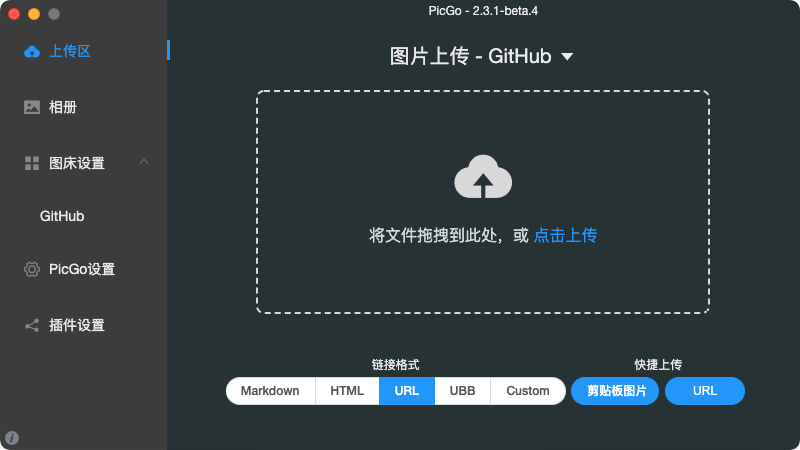 PicGo - 2.3.1-beta.4
上传区
相册
图床设置
GitHub
PicGo设置
插件设置
图片上传 - GitHub
将文件拖拽到此处，或 点击上传
链接格式
Markdown HTML URL UBB Custom
快捷上传
剪贴板图片 URL